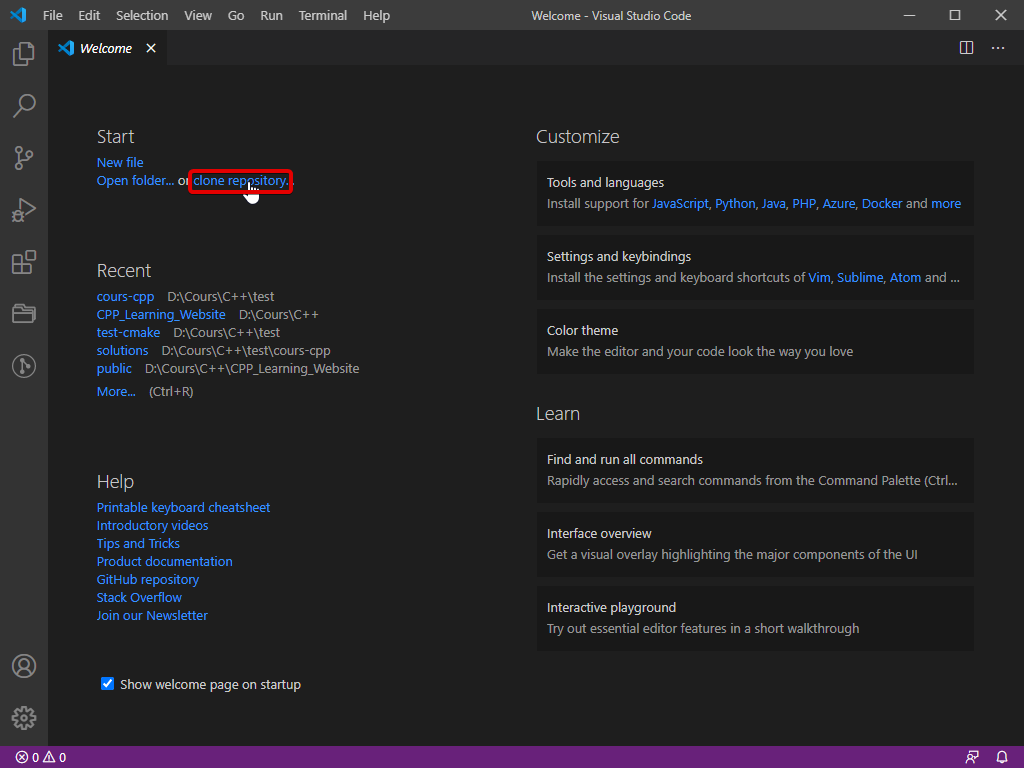 File Edit Selection View Go Run Terminal Help Welcome - Visual Studio Code
Welcome
Start
New file
Open folder... or clone repository...
Recent
cours-cpp D:\Cours\C++\test
CPP_Learning_Website D:\Cours\C++
test-cmake D:\Cours\C++\test
solutions D:\Cours\C++\test\cours-cpp
public D:\Cours\C++\CPP_Learning_Website
More... (Ctrl+R)
Help
Printable keyboard cheatsheet
Introductory videos
Tips and Tricks
Product documentation
GitHub repository
Stack Overflow
Join our Newsletter
Show welcome page on startup
Customize
Tools and languages
Install support for JavaScript, Python, Java, PHP, Azure, Docker and more
Settings and keybindings
Install the settings and keyboard shortcuts of Vim, Sublime, Atom and ...
Color theme
Make the editor and your code look the way you love
Learn
Find and run all commands
Rapidly access and search commands from the Command Palette (Ctrl...
Interface overview
Get a visual overlay highlighting the major components of the UI
Interactive playground
Try out essential editor features in a short walkthrough
0 0